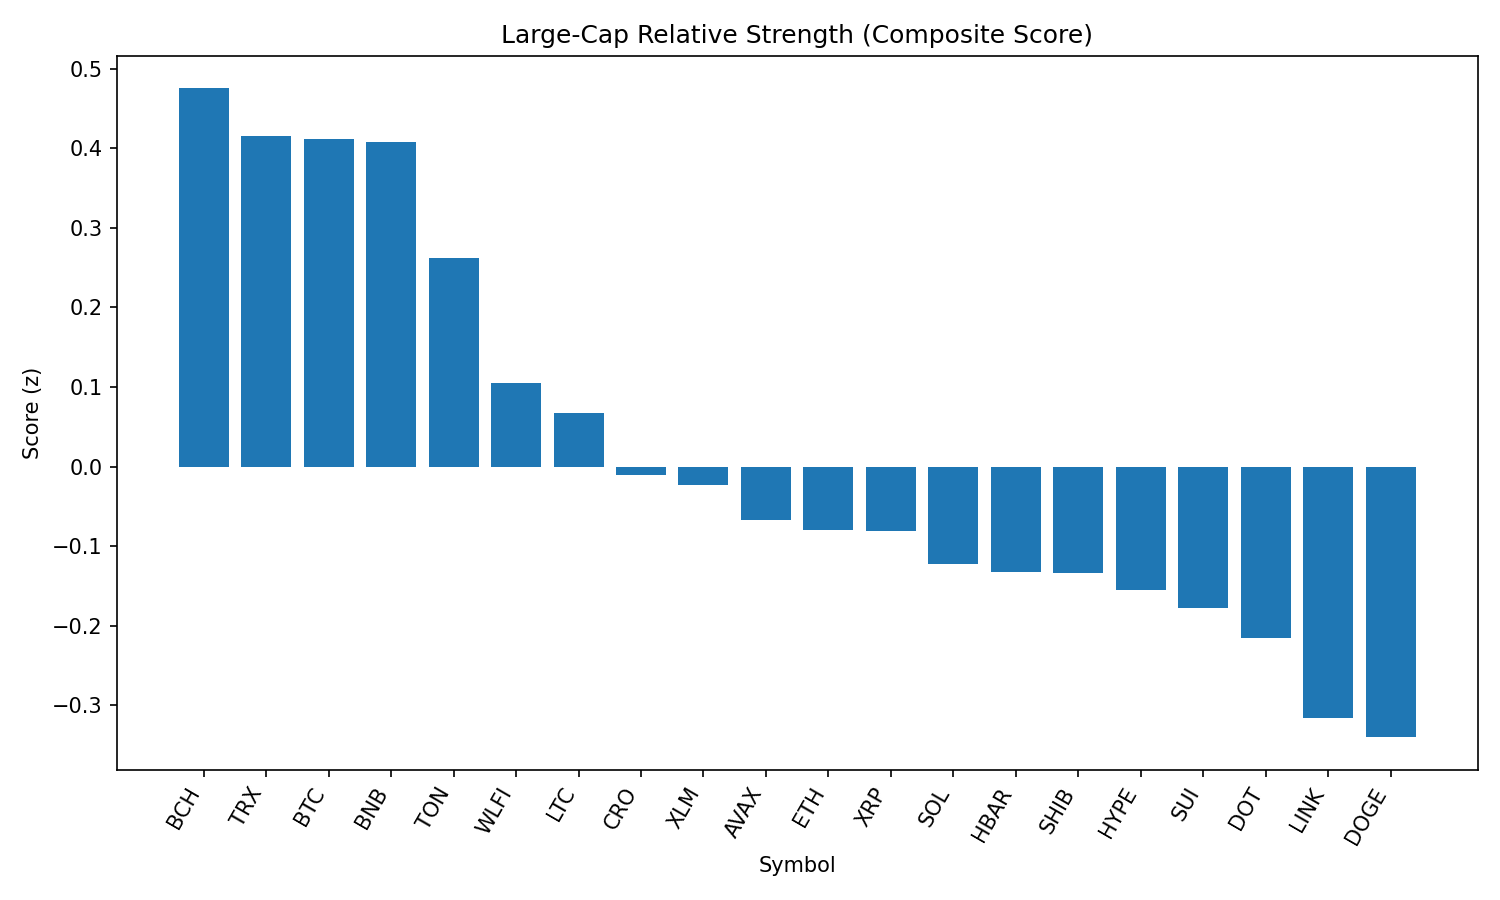 Large-Cap Relative Strength (Composite Score)
0.5
0.4
0.3
0.2
0.1
0.0
−0.1
−0.2
−0.3
Score (z)
BCH
TRX
BTC
BNB
TON
WLFI
LTC
CRO
XLM
AVAX
ETH
XRP
SOL
HBAR
SHIB
HYPE
SUI
DOT
LINK
DOGE
Symbol